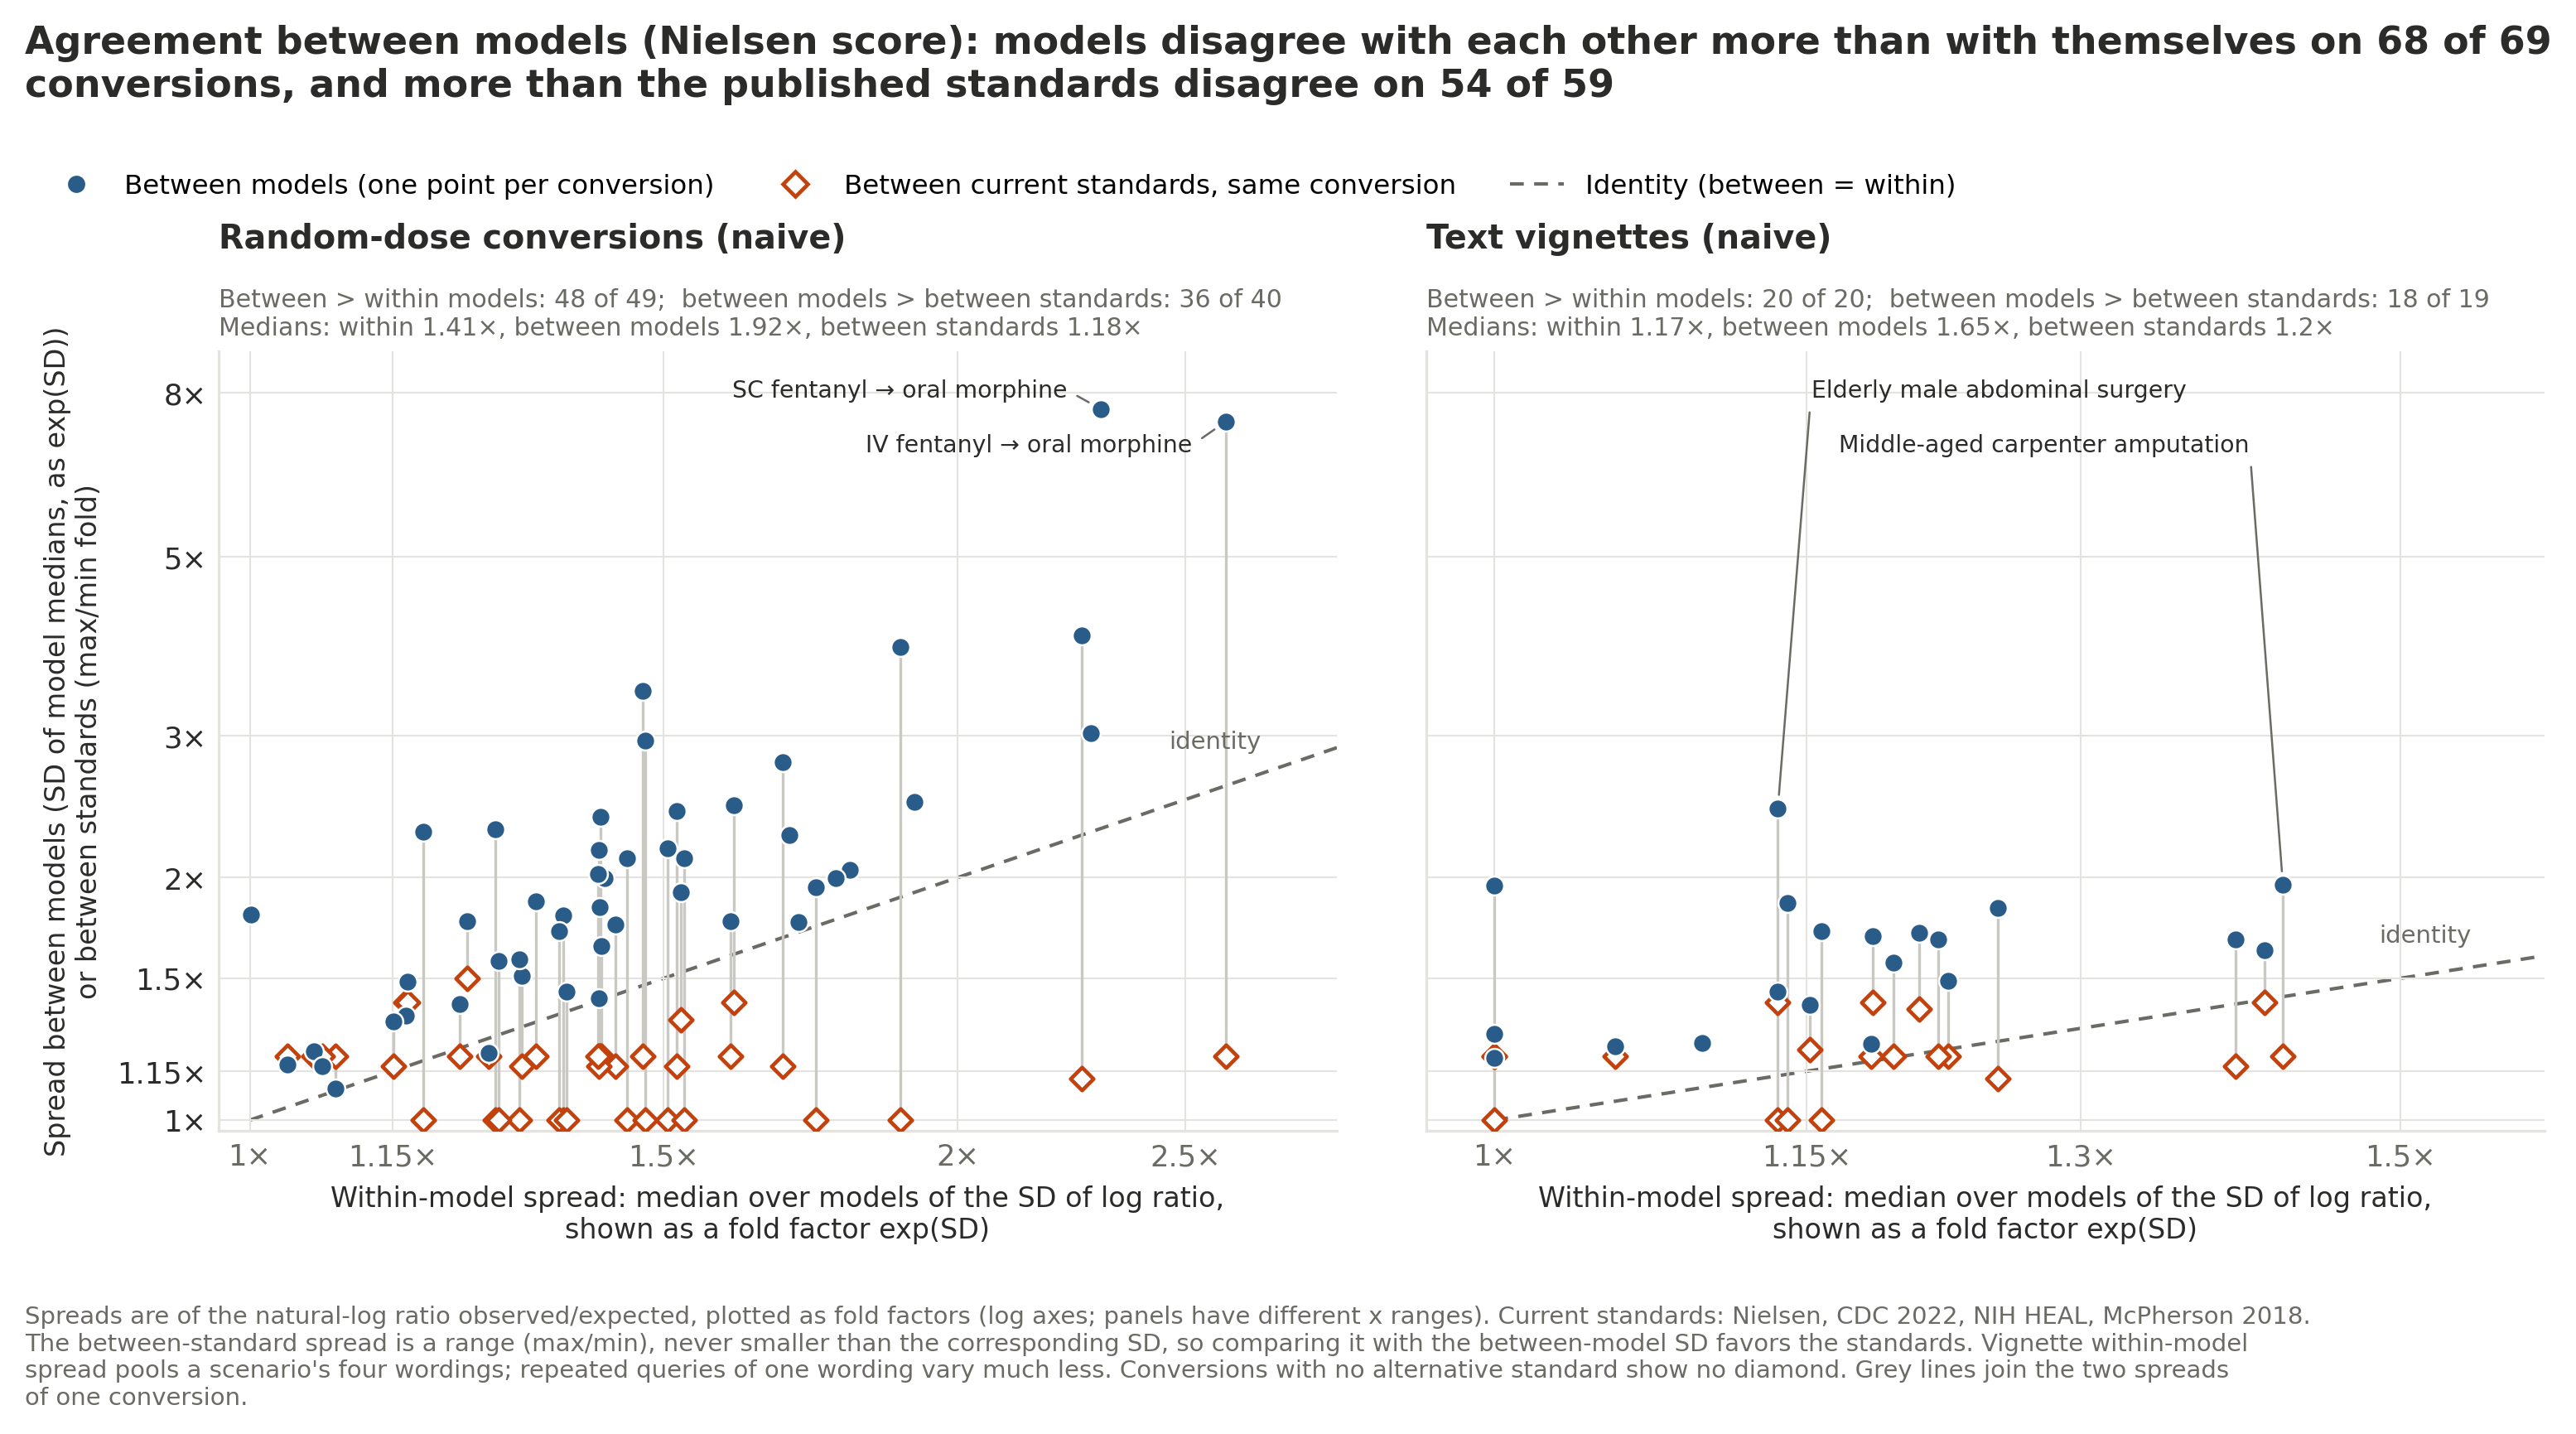 Agreement between models (Nielsen score): models disagree with each other more than with themselves on 68 of 69
conversions, and more than the published standards disagree on 54 of 59
Between models (one point per conversion)
Between current standards, same conversion
Identity (between = within)
Random-dose conversions (naive)
Between > within models: 48 of 49;  between models > between standards: 36 of 40
Medians: within 1.41×, between models 1.92×, between standards 1.18×
Text vignettes (naive)
Between > within models: 20 of 20;  between models > between standards: 18 of 19
Medians: within 1.17×, between models 1.65×, between standards 1.2×
Spread between models (SD of model medians, as exp(SD))
or between standards (max/min fold)
8×
5×
3×
2×
1.5×
1.15×
1×
SC fentanyl → oral morphine
IV fentanyl → oral morphine
identity
1×
1.15×
1.5×
2×
2.5×
Within-model spread: median over models of the SD of log ratio,
shown as a fold factor exp(SD)
Elderly male abdominal surgery
Middle-aged carpenter amputation
identity
1×
1.15×
1.3×
1.5×
Within-model spread: median over models of the SD of log ratio,
shown as a fold factor exp(SD)
Spreads are of the natural-log ratio observed/expected, plotted as fold factors (log axes; panels have different x ranges). Current standards: Nielsen, CDC 2022, NIH HEAL, McPherson 2018.
The between-standard spread is a range (max/min), never smaller than the corresponding SD, so comparing it with the between-model SD favors the standards. Vignette within-model
spread pools a scenario's four wordings; repeated queries of one wording vary much less. Conversions with no alternative standard show no diamond. Grey lines join the two spreads
of one conversion.